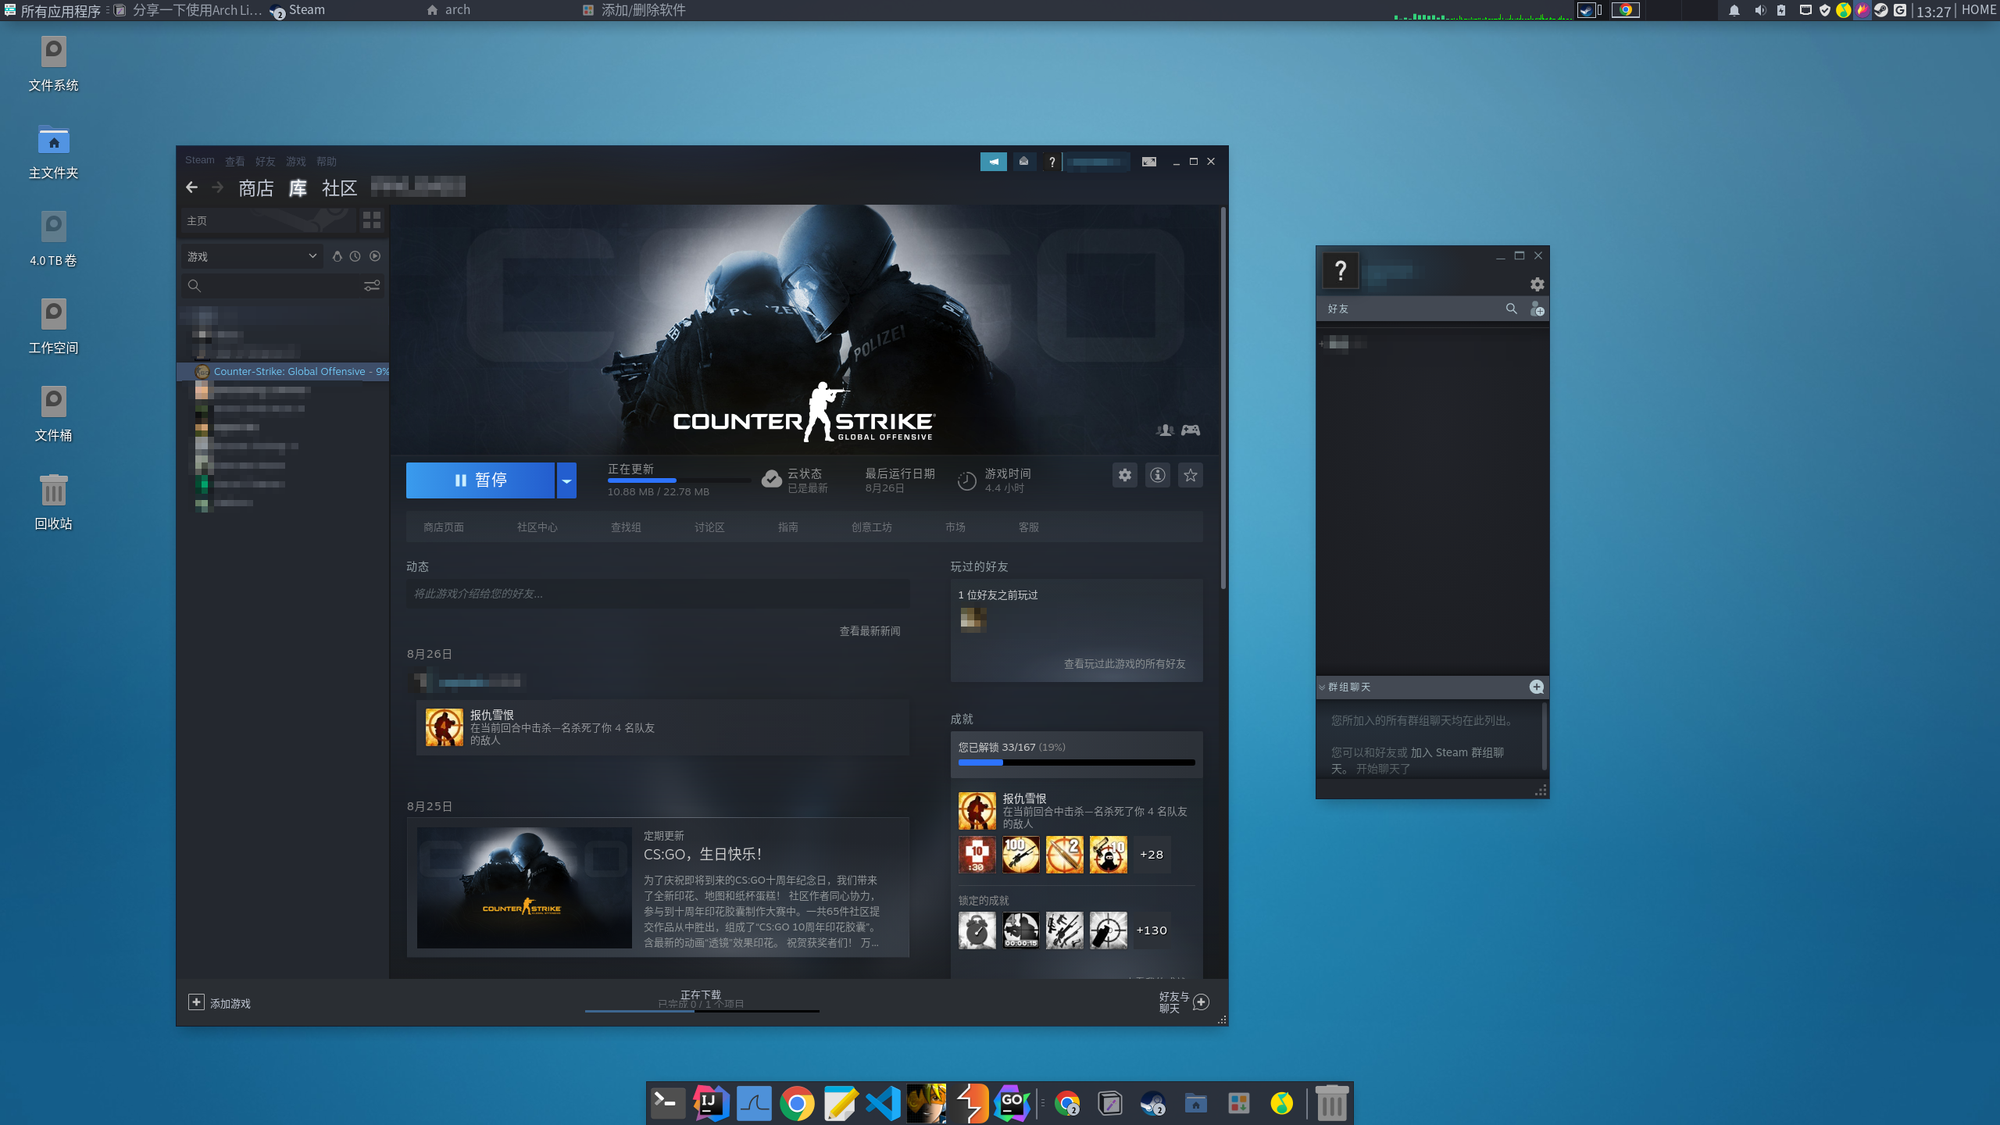 所有应用程序
分享一下使用Arch Li...
Steam
arch
添加/删除软件
13:27
HOME
文件系统
主文件夹
4.0 TB 卷
工作空间
文件桶
回收站
Steam 查看 好友 游戏 帮助
商店 库 社区
主页
游戏
Counter-Strike: Global Offensive - 9%
POLIZEI
COUNTER STRIKE
GLOBAL OFFENSIVE
暂停
正在更新
10.88 MB / 22.78 MB
云状态
已是最新
最后运行日期
8月26日
游戏时间
4.4 小时
商店页面 社区中心 查找组 讨论区 指南 创意工坊 市场 客服
动态
将此游戏介绍给您的好友...
查看最新新闻
8月26日
报仇雪恨
在当前回合中击杀一名杀死了你 4 名队友
的敌人
8月25日
定期更新
CS:GO，生日快乐！
为了庆祝即将到来的CS:GO十周年纪念日，我们带来
了全新印花、地图和纸杯蛋糕！ 社区作者同心协力，
参与到十周年印花胶囊制作大赛中。一共65件社区提
交作品从中胜出，组成了“CS:GO 10周年印花胶囊”。
含最新的动画“透镜”效果印花。 祝贺获奖者们！ 万...
COUNTER STRIKE
玩过的好友
1 位好友之前玩过
查看玩过此游戏的所有好友
成就
您已解锁 33/167 (19%)
报仇雪恨
在当前回合中击杀一名杀死了你 4 名队友
的敌人
10
:30
100
2
10
+28
锁定的成就
00:00:15
+130
添加游戏
正在下载
已完成 0 / 1 个项目
好友与
聊天
?
好友
群组聊天
您所加入的所有群组聊天均在此列出。
您可以和好友或 加入 Steam 群组聊
天。 开始聊天了
IJ
GO
2
2